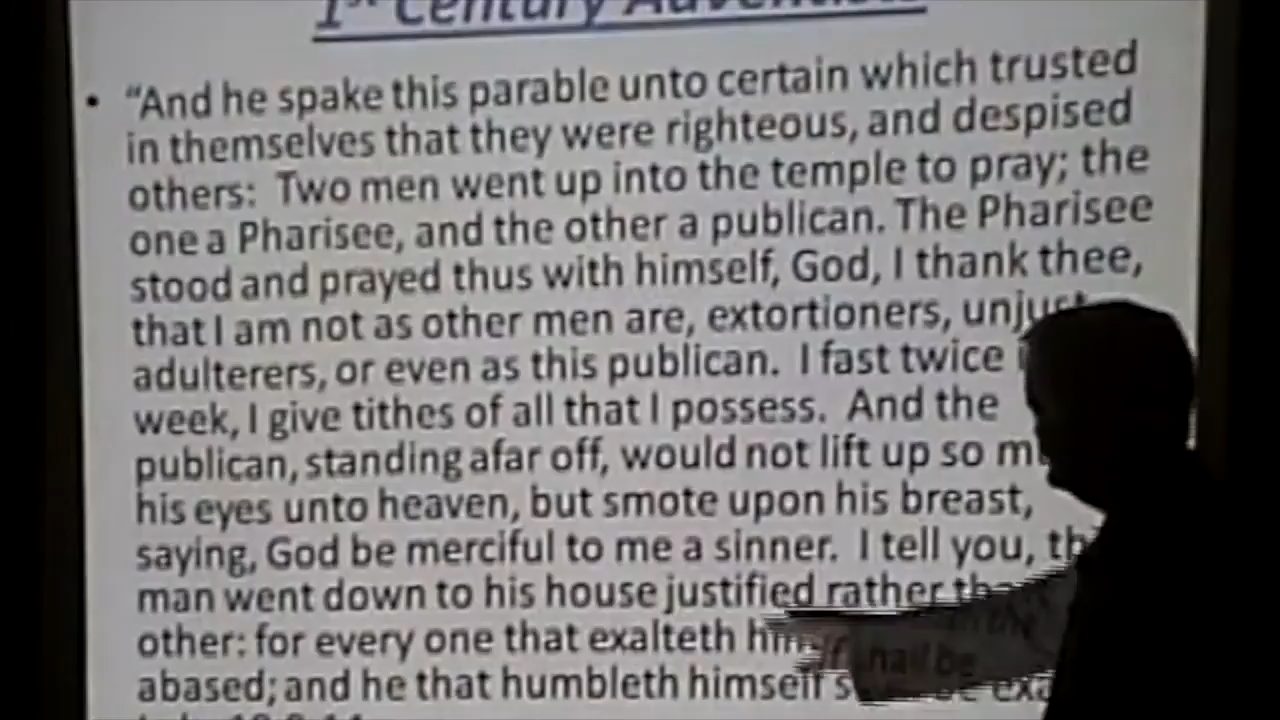 1st Century Adventists
• “And he spake this parable unto certain which trusted
in themselves that they were righteous, and despised
others: Two men went up into the temple to pray; the
one a Pharisee, and the other a publican. The Pharisee
stood and prayed thus with himself, God, I thank thee,
that I am not as other men are, extortioners, unjust
adulterers, or even as this publican. I fast twice
week, I give tithes of all that I possess. And the
publican, standing afar off, would not lift up so
his eyes unto heaven, but smote upon his breast,
saying, God be merciful to me a sinner. I tell you,
man went down to his house justified rather than the
other: for every one that exalteth himself shall be
abased; and he that humbleth himself